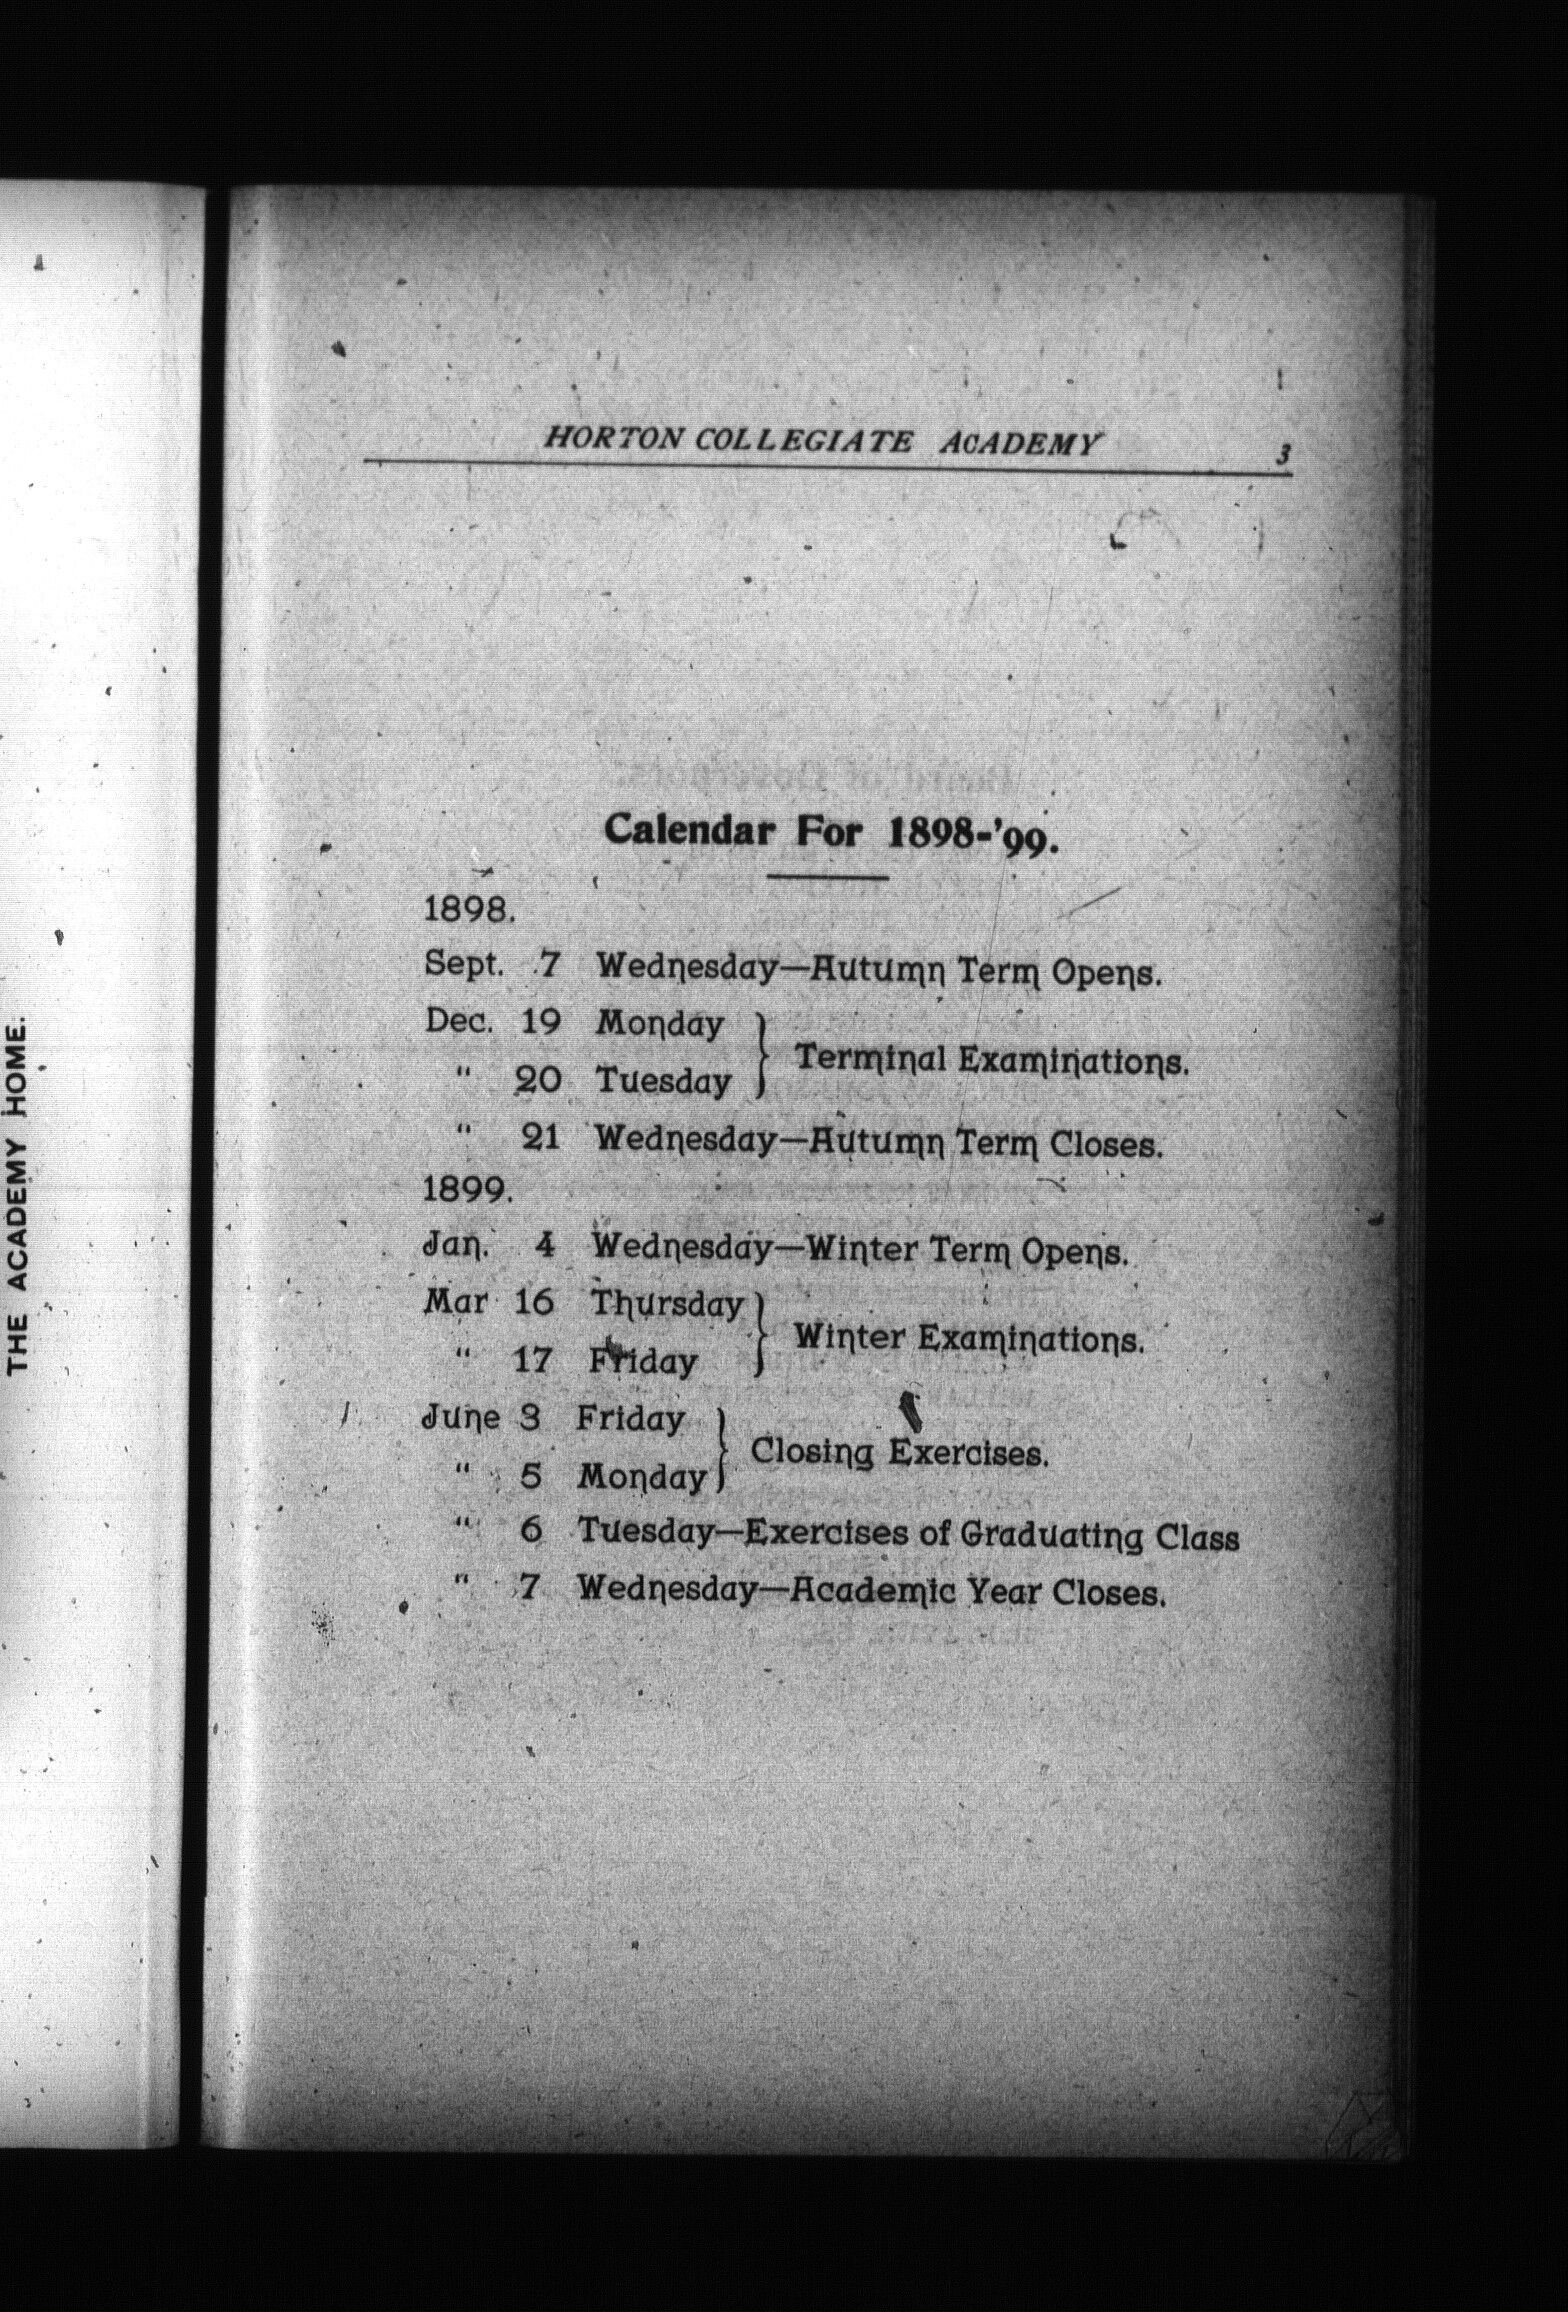 THE ACADEMY HOME.
HORTON COLLEGIATE ACADEMY 3
Calendar For 1898-'99.
1898.
Sept. 7 Wednesday—Autumn Term Opens.
Dec. 19 Monday
} Terminal Examinations.
" 20 Tuesday
" 21 Wednesday—Autumn Term Closes.
1899.
Jan. 4 Wednesday—Winter Term Opens.
Mar 16 Thursday
} Winter Examinations.
" 17 Friday
June 3 Friday
} Closing Exercises.
" 5 Monday
" 6 Tuesday—Exercises of Graduating Class
" 7 Wednesday—Academic Year Closes.